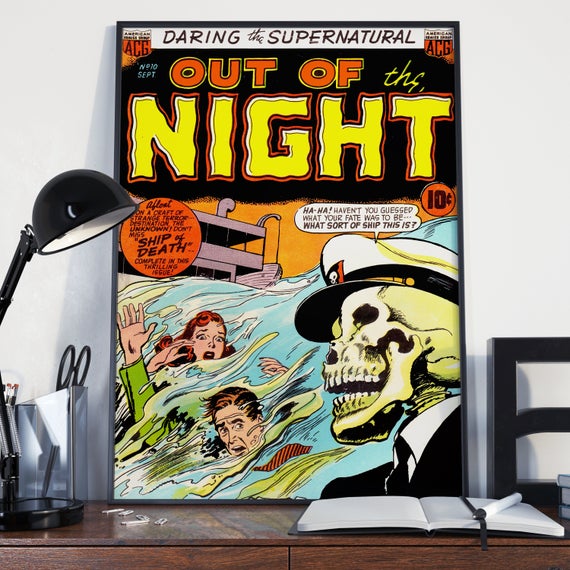 DARING the SUPERNATURAL
AMERICAN
COMICS GROUP
ACG
AMERICAN
COMICS GROUP
ACG
No10
SEPT.
OUT OF the
NIGHT
10¢
Afloat
ON A CRAFT OF
STRANGE TERROR-
DESTINATION, THE
UNKNOWN! DON'T
MISS
"SHIP of
DEATH"...
COMPLETE IN THIS
THRILLING
ISSUE!
HA-HA! HAVEN'T YOU GUESSED
WHAT YOUR FATE WAS TO BE--
WHAT SORT OF SHIP THIS IS?